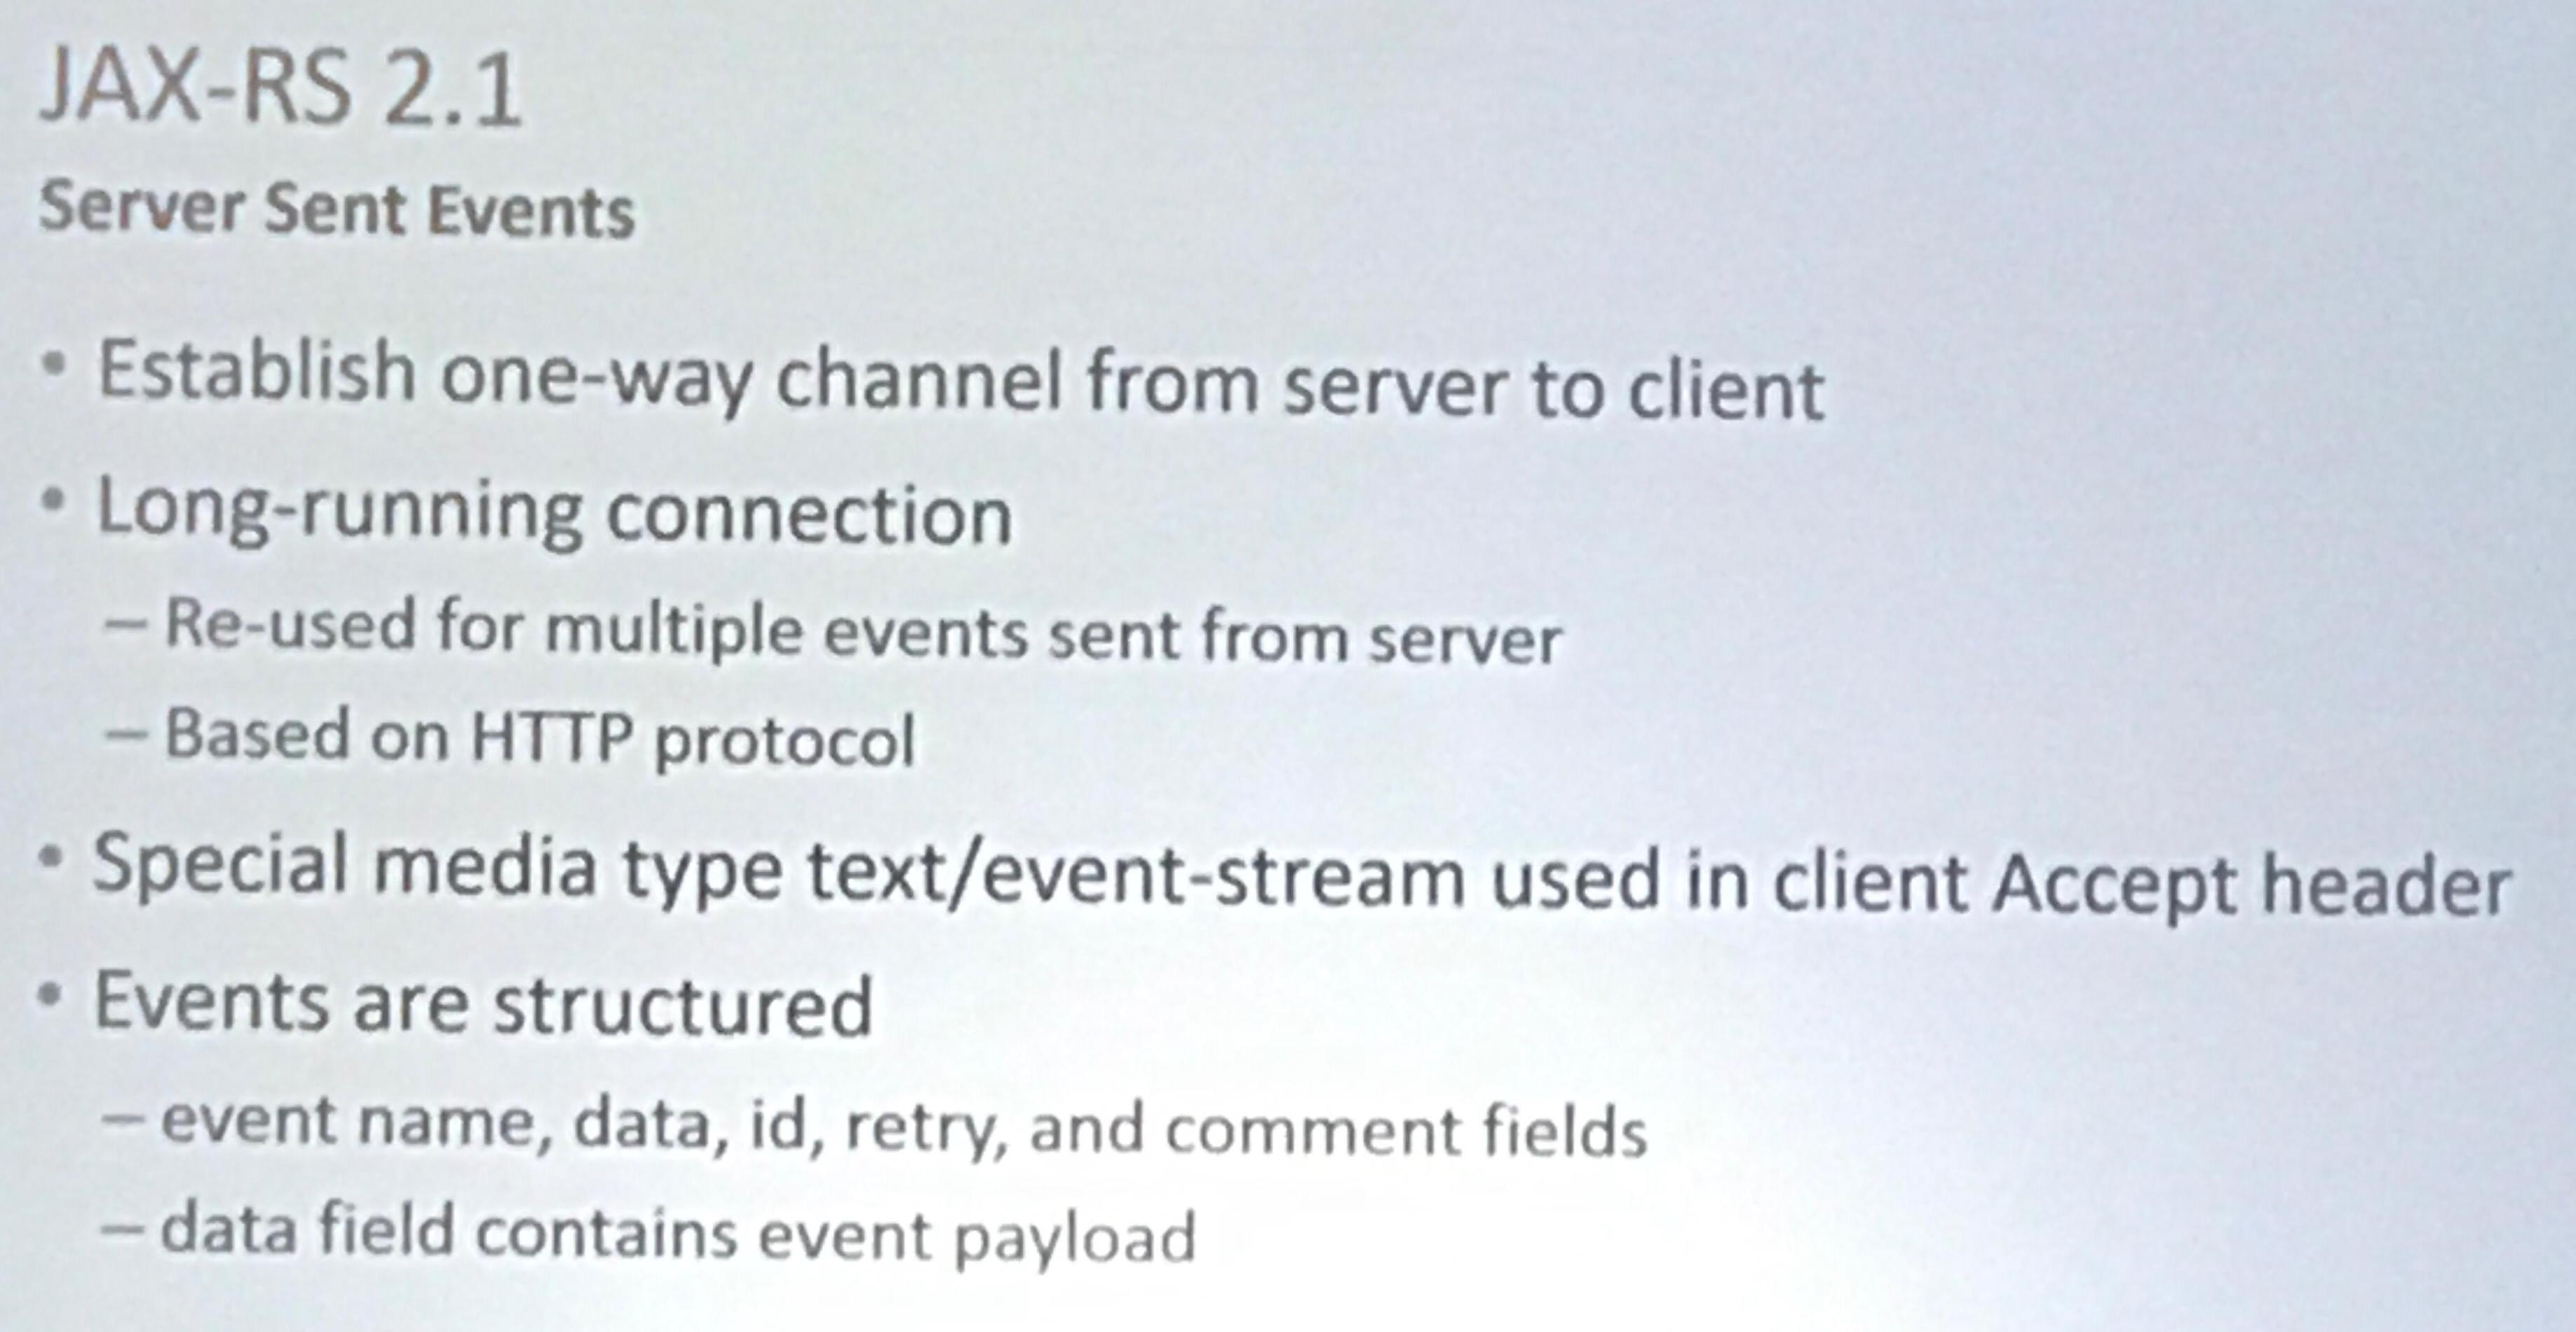 JAX-RS 2.1
Server Sent Events
• Establish one-way channel from server to client
• Long-running connection
– Re-used for multiple events sent from server
– Based on HTTP protocol
• Special media type text/event-stream used in client Accept header
• Events are structured
– event name, data, id, retry, and comment fields
– data field contains event payload